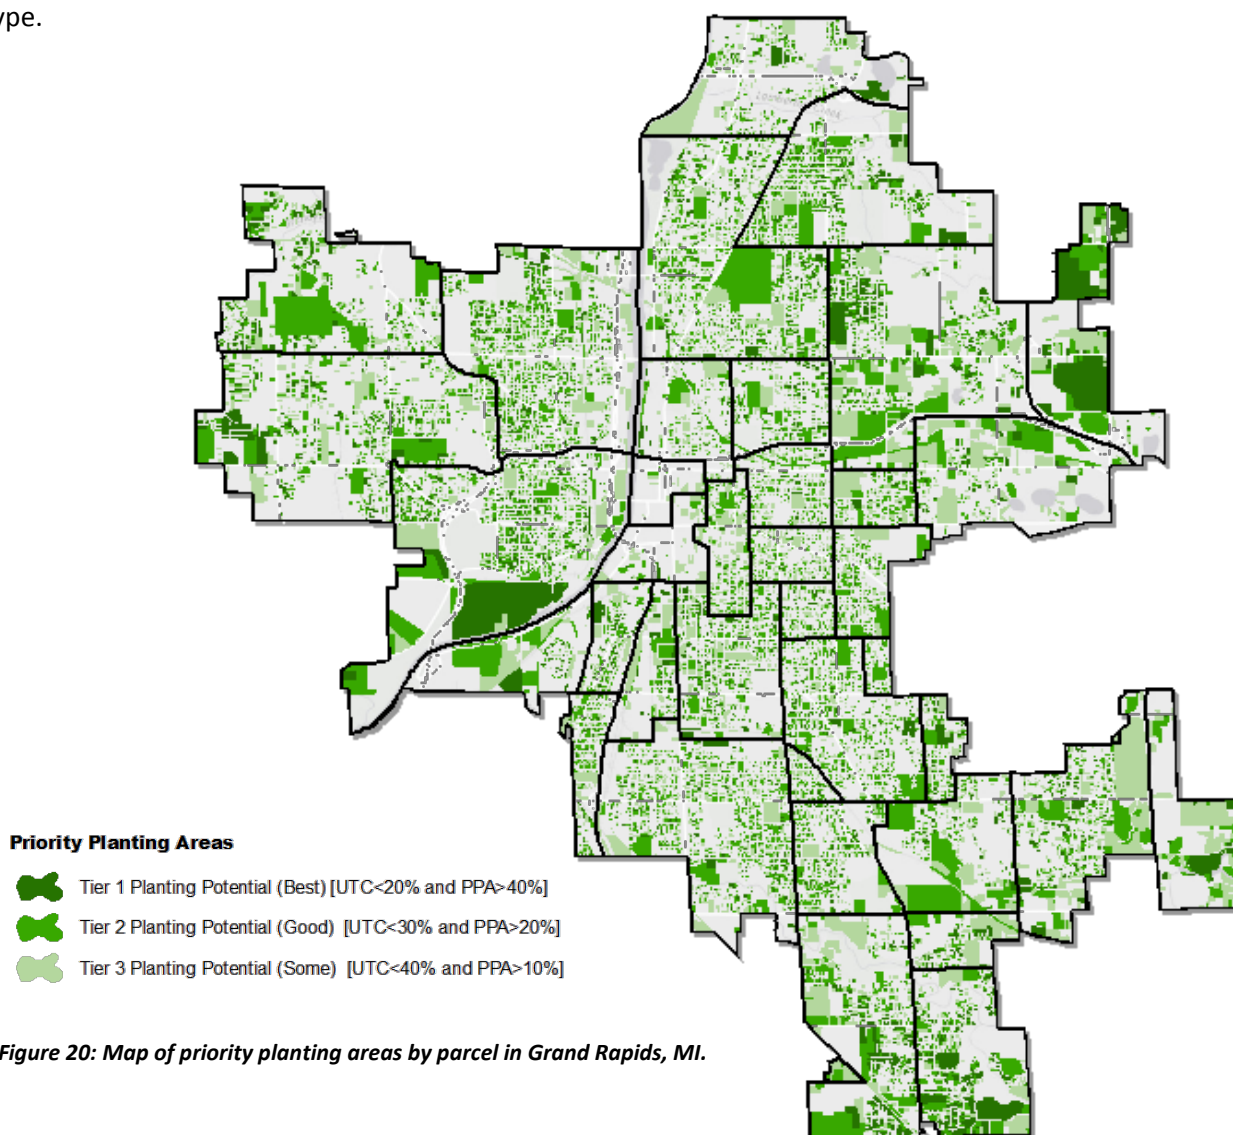 ype.
Priority Planting Areas
Tier 1 Planting Potential (Best) [UTC<20% and PPA>40%]
Tier 2 Planting Potential (Good) [UTC<30% and PPA>20%]
Tier 3 Planting Potential (Some) [UTC<40% and PPA>10%]
Figure 20: Map of priority planting areas by parcel in Grand Rapids, MI.